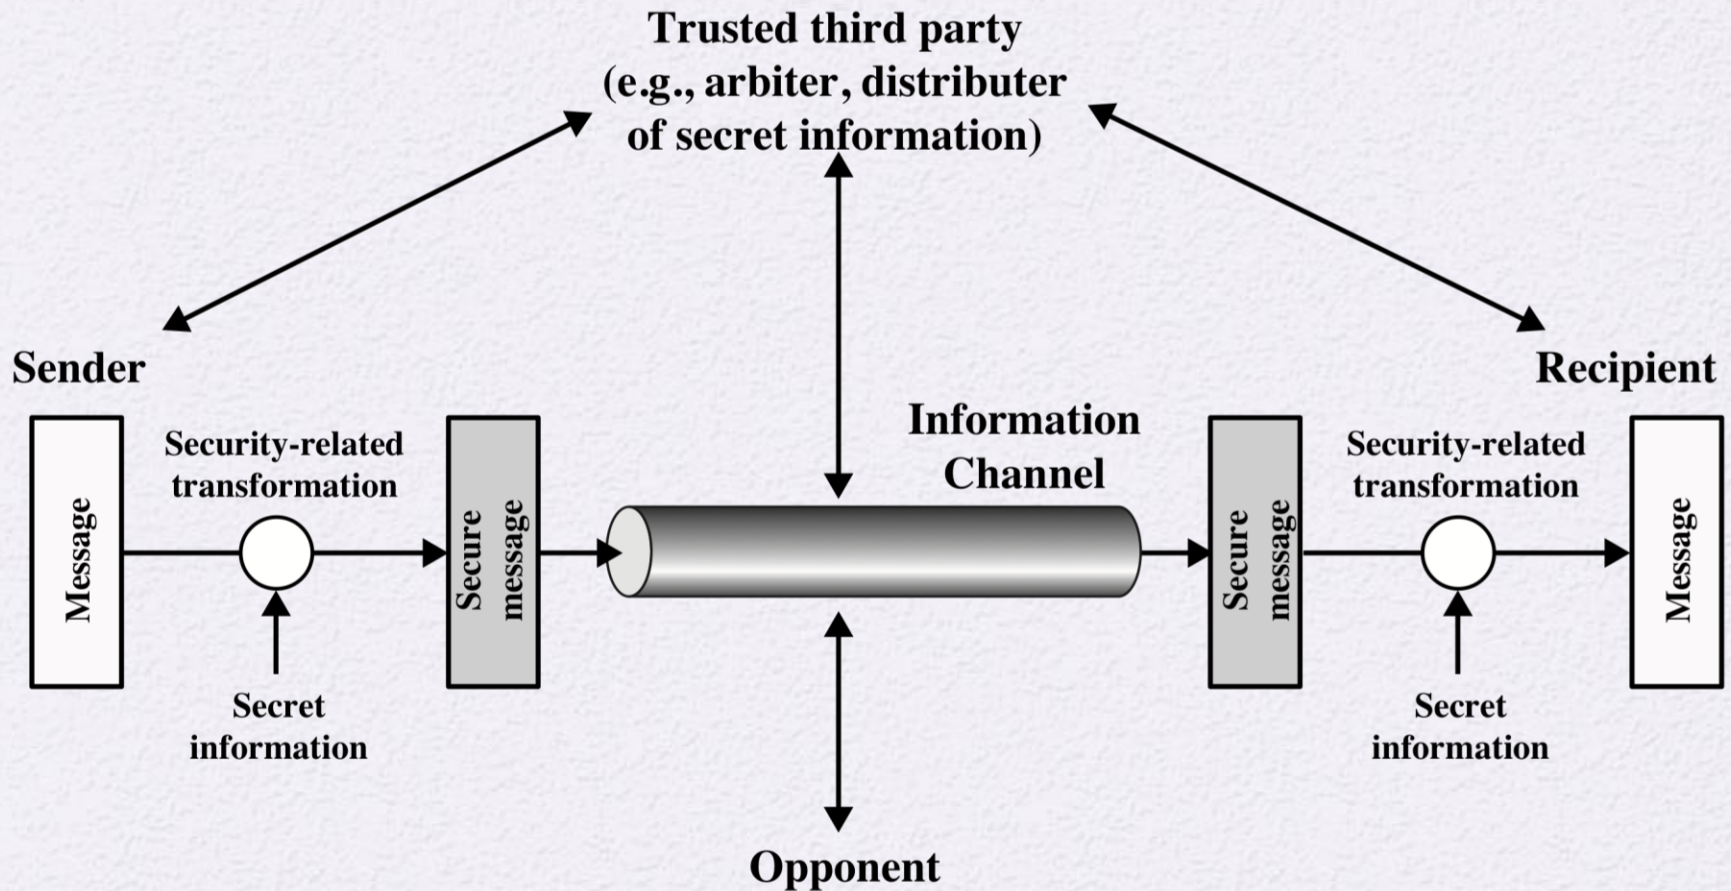 Trusted third party
(e.g., arbiter, distributer
of secret information)
Sender
Recipient
Information
Channel
Security-related
transformation
Security-related
transformation
Message
Secure
message
Secure
message
Message
Secret
information
Secret
information
Opponent